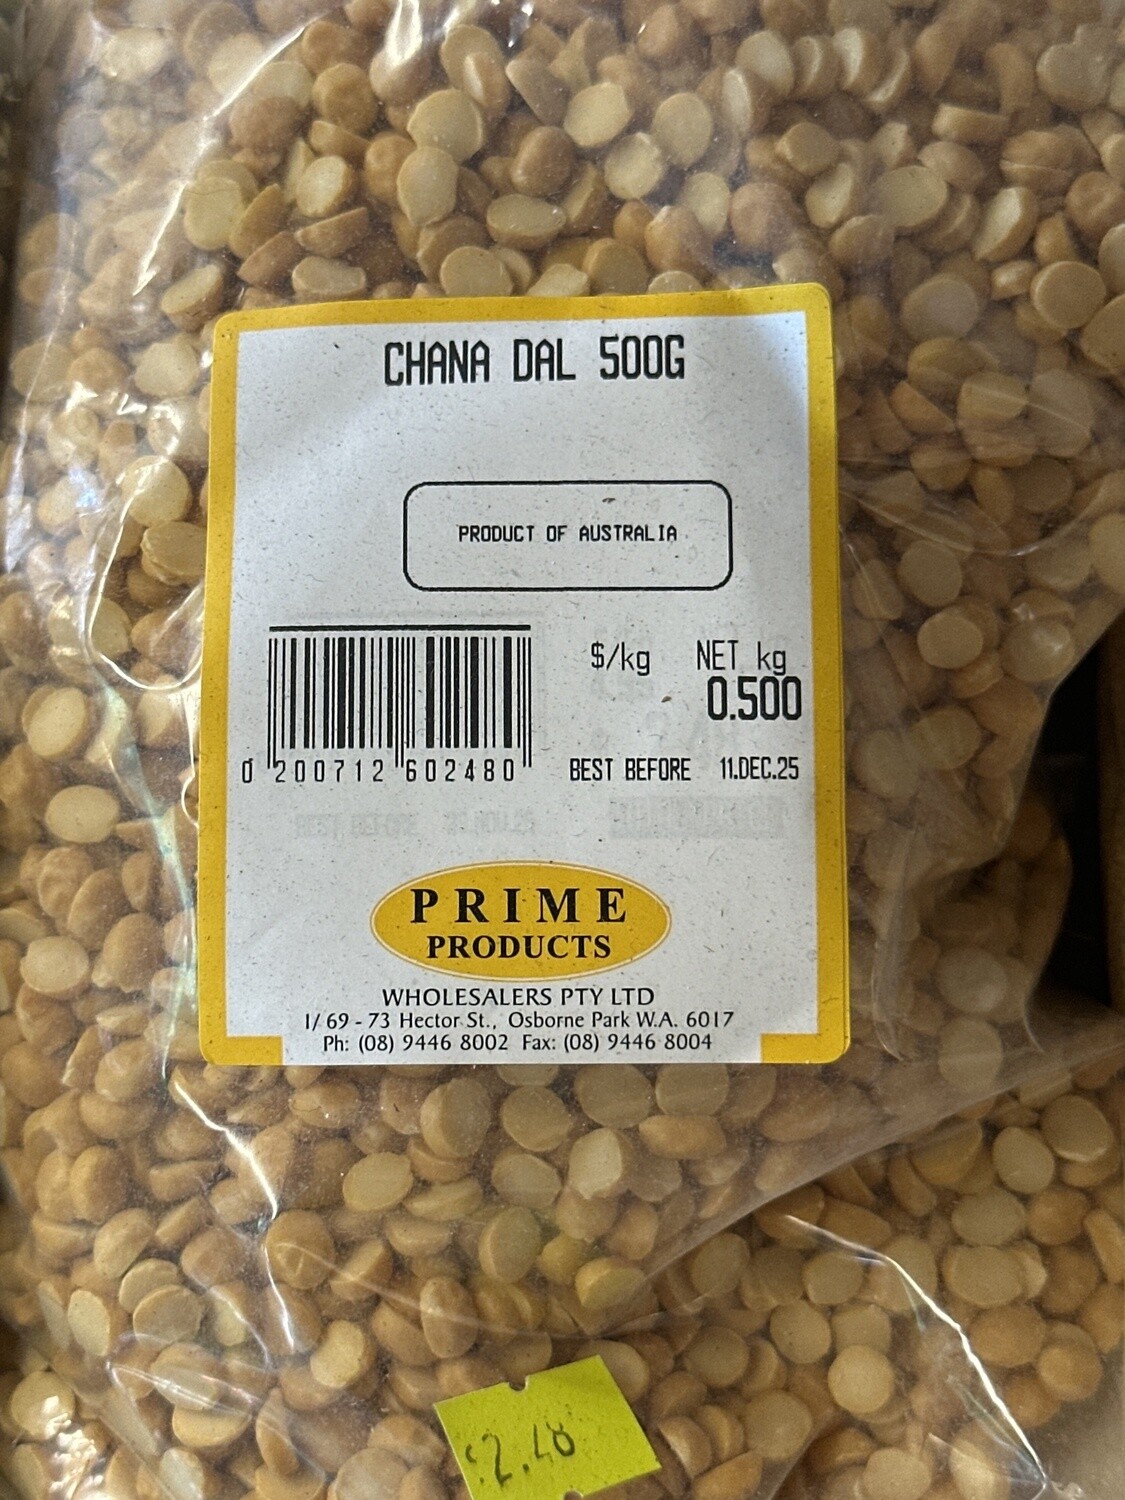 CHANA DAL 500G
PRODUCT OF AUSTRALIA
$/kg NET kg
0.500
0 200712 602480
BEST BEFORE 11.DEC.25
PRIME
PRODUCTS
WHOLESALERS PTY LTD
1/ 69 - 73 Hector St., Osborne Park W.A. 6017
Ph: (08) 9446 8002 Fax: (08) 9446 8004
2.48